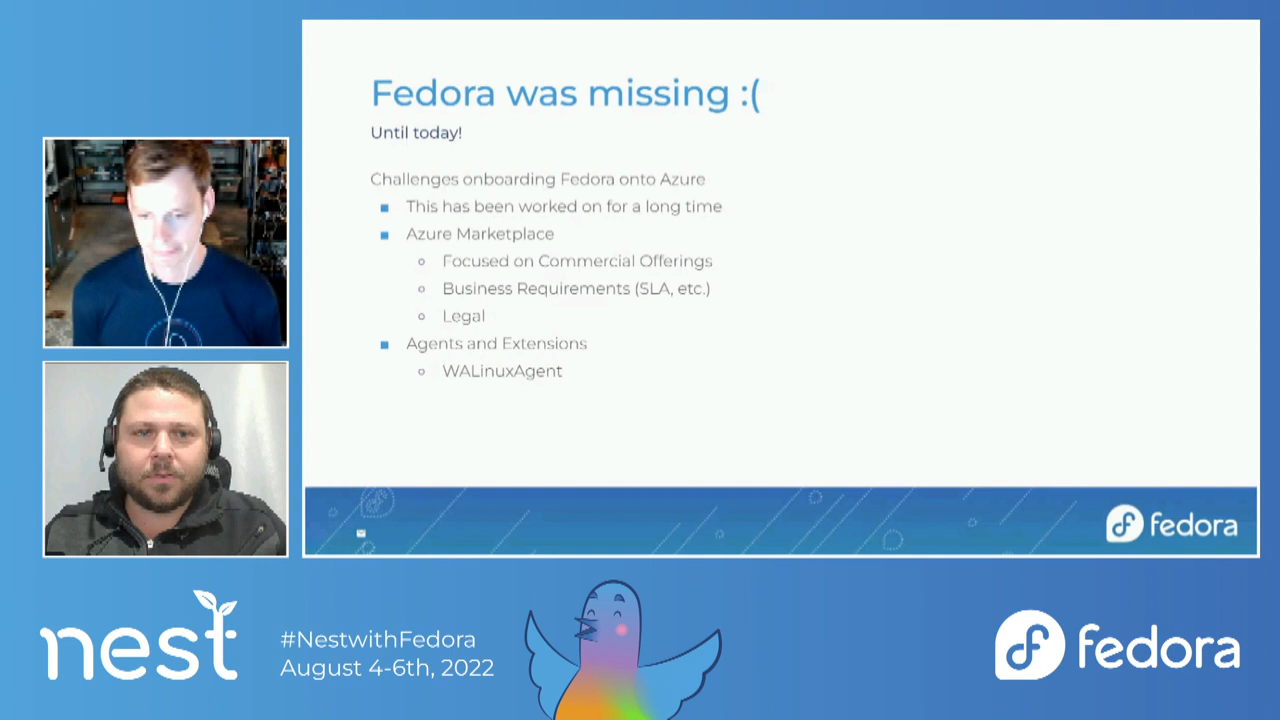 Fedora was missing :(
Until today!
Challenges onboarding Fedora onto Azure
This has been worked on for a long time
Azure Marketplace
Focused on Commercial Offerings
Business Requirements (SLA, etc.)
Legal
Agents and Extensions
WALinuxAgent
fedora
nest
#NestwithFedora
August 4-6th, 2022
fedora